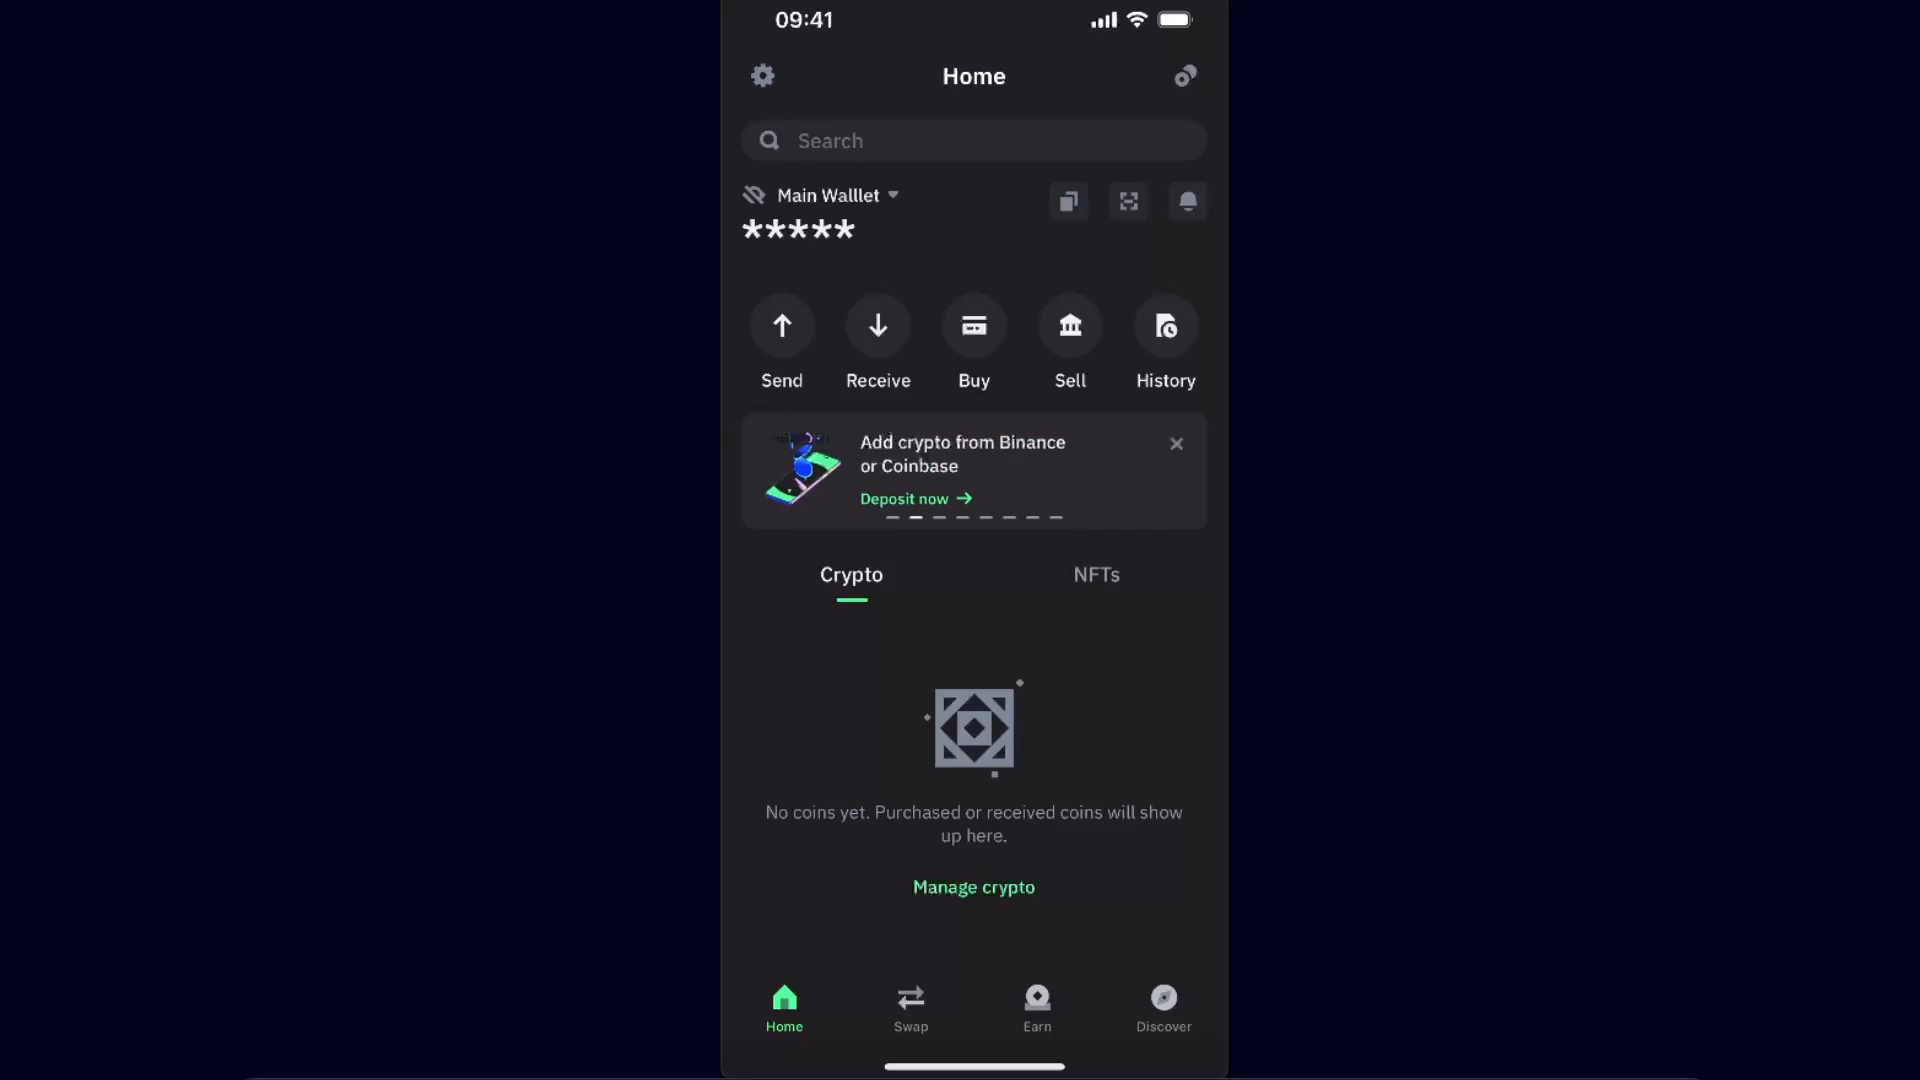 09:41
Home
Search
Main Walllet
*****
Send
Receive
Buy
Sell
History
Add crypto from Binance
or Coinbase
Deposit now
Crypto
NFTs
No coins yet. Purchased or received coins will show
up here.
Manage crypto
Home
Swap
Earn
Discover